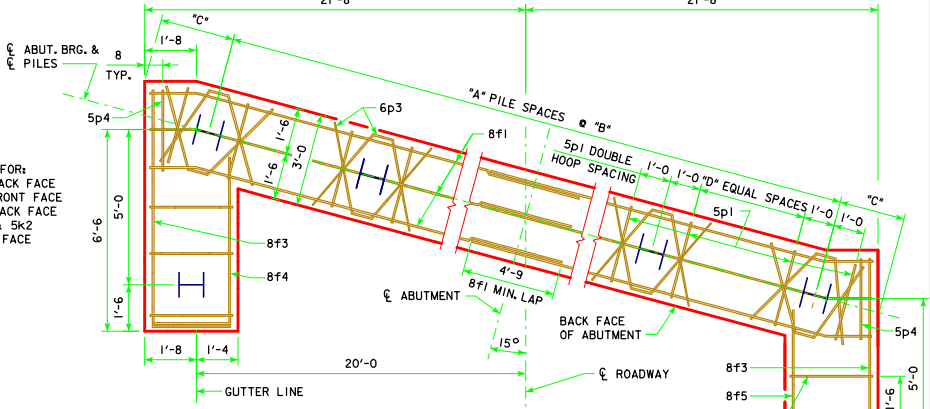 21'-8
21'-8
"C"
1'-8
℄ ABUT. BRG. &
℄ PILES
8
TYP.
5p4
6p3
"A" PILE SPACES @ "B"
8f1
5p1 DOUBLE
HOOP SPACING
1'-0
1'-0
"D" EQUAL SPACES
1'-0
1'-0
"C"
5p1
1'-6
1'-6
3'-0
FOR:
ACK FACE
RONT FACE
ACK FACE
5k2
FACE
6'-6
5'-0
1'-6
8f3
8f4
4'-9
8f1 MIN. LAP
℄ ABUTMENT
BACK FACE
OF ABUTMENT
15°
1'-8
1'-4
20'-0
GUTTER LINE
℄ ROADWAY
5p4
8f3
8f5
1'-6
5'-0